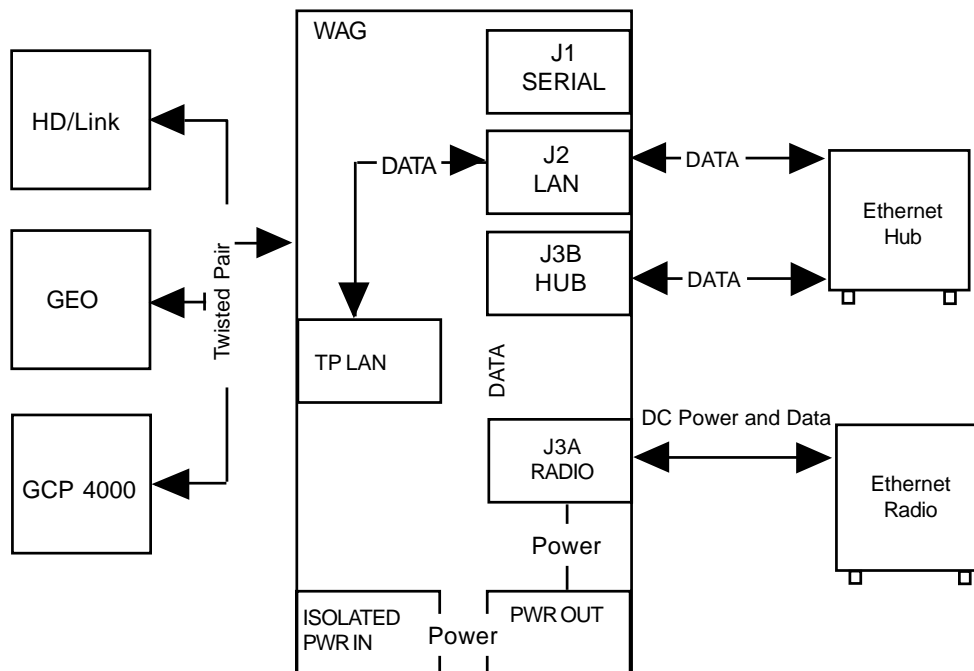 WAG
J1
SERIAL
HD/Link
DATA
J2
LAN
DATA
Ethernet
Hub
Twisted Pair
GEO
J3B
HUB
DATA
TP LAN
DATA
DC Power and Data
GCP 4000
J3A
RADIO
Ethernet
Radio
Power
ISOLATED
PWR IN
Power
PWR OUT